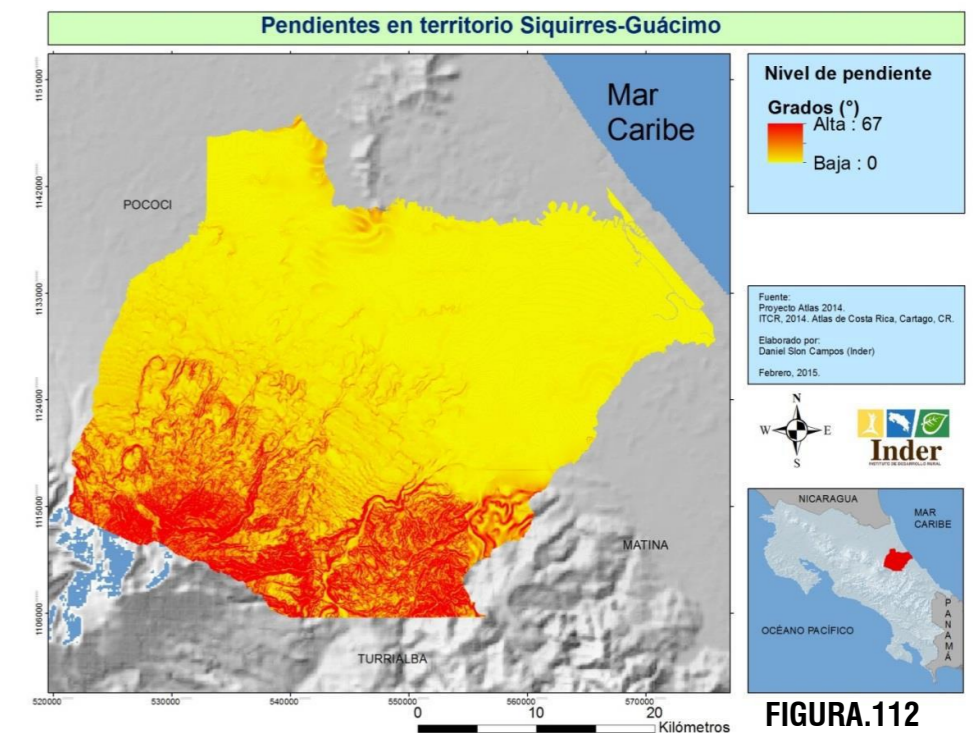 Pendientes en territorio Siquirres-Guácimo
Mar
Caribe
POCOCI
MATINA
TURRIALBA
1151000
1142000
1133000
1124000
1115000
520000
530000
540000
550000
560000
570000
0 10 20
Kilómetros
Nivel de pendiente
Grados (°)
Alta : 67
Baja : 0
Fuente:
Proyecto Atlas 2014.
ITCR, 2014. Atlas de Costa Rica, Cartago, CR.
Elaborado por:
Daniel Slon Campos (Inder)
Febrero, 2015.
N
W E
S
Inder
INSTITUTO DE DESARROLLO RURAL
NICARAGUA
MAR
CARIBE
OCÉANO PACÍFICO
PANAMÁ
FIGURA.112